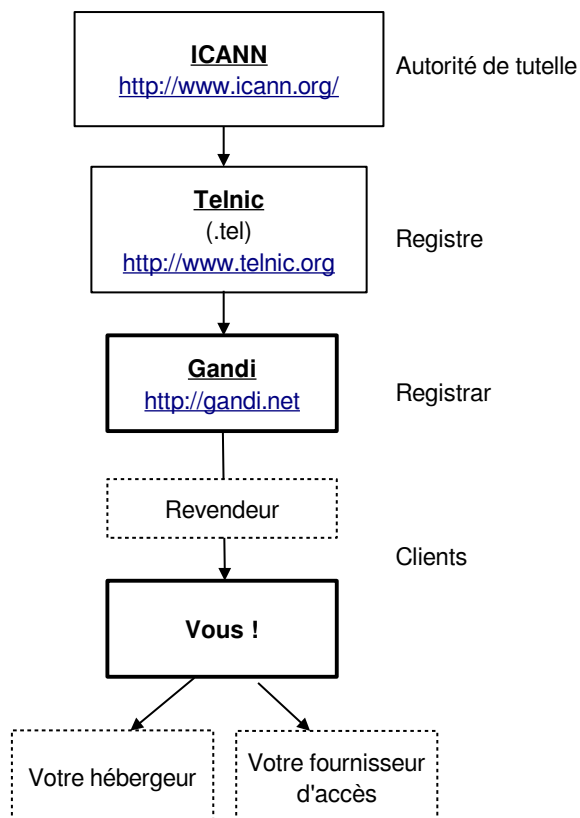 ICANN
http://www.icann.org/
Autorité de tutelle
Telnic
(.tel)
http://www.telnic.org
Registre
Gandi
http://gandi.net
Registrar
Revendeur
Clients
Vous !
Votre hébergeur
Votre fournisseur
d'accès